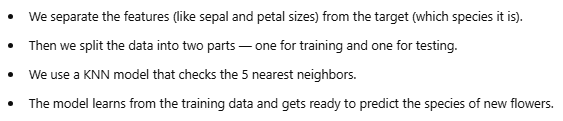 • We separate the features (like sepal and petal sizes) from the target (which species it is).
• Then we split the data into two parts — one for training and one for testing.
• We use a KNN model that checks the 5 nearest neighbors.
• The model learns from the training data and gets ready to predict the species of new flowers.